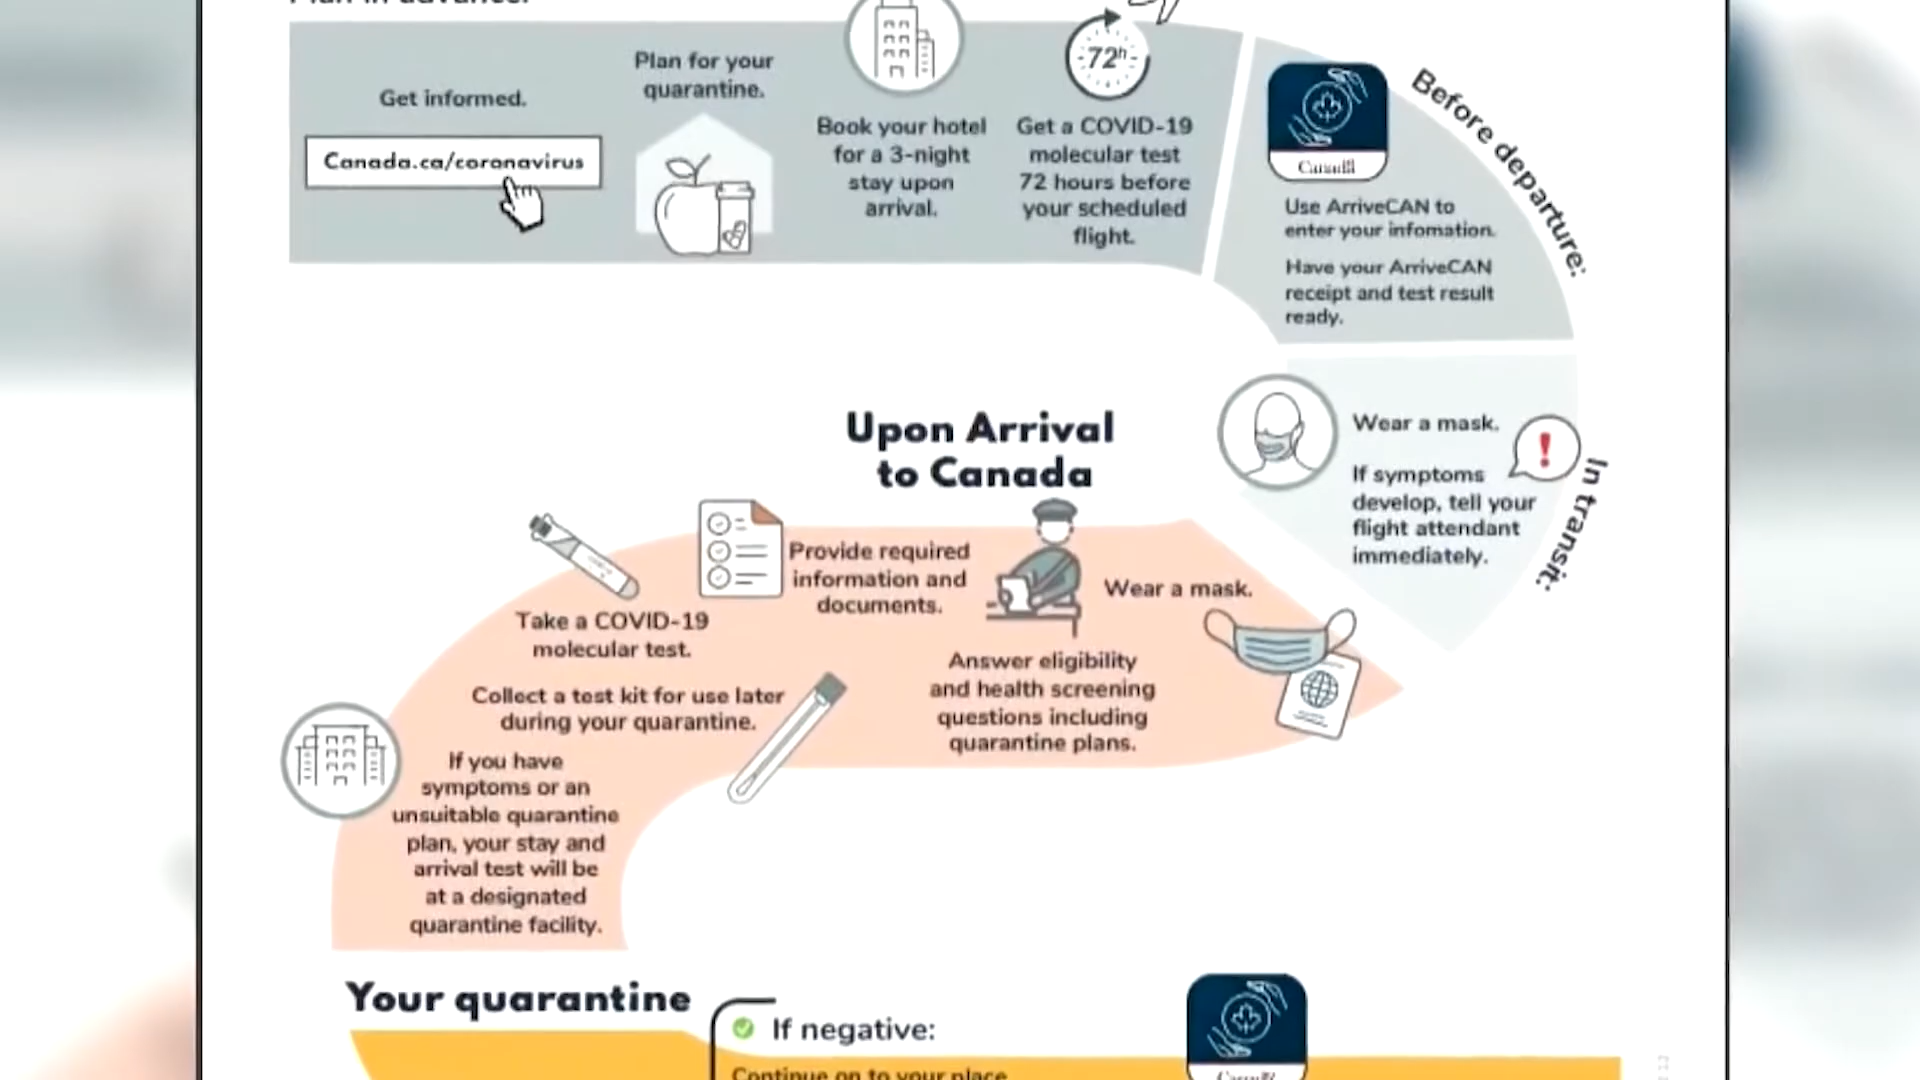 Plan in advance:
Get informed.
Canada.ca/coronavirus
Plan for your
quarantine.
Book your hotel
for a 3-night
stay upon
arrival.
72h
Get a COVID-19
molecular test
72 hours before
your scheduled
flight.
Canada
Use ArriveCAN to
enter your infomation.
Have your ArriveCAN
receipt and test result
ready.
Before departure:
Wear a mask.
!
If symptoms
develop, tell your
flight attendant
immediately.
In transit:
Upon Arrival
to Canada
Wear a mask.
Answer eligibility
and health screening
questions including
quarantine plans.
Provide required
information and
documents.
Take a COVID-19
molecular test.
Collect a test kit for use later
during your quarantine.
If you have
symptoms or an
unsuitable quarantine
plan, your stay and
arrival test will be
at a designated
quarantine facility.
Your quarantine
If negative:
Continue on to your place
Canada